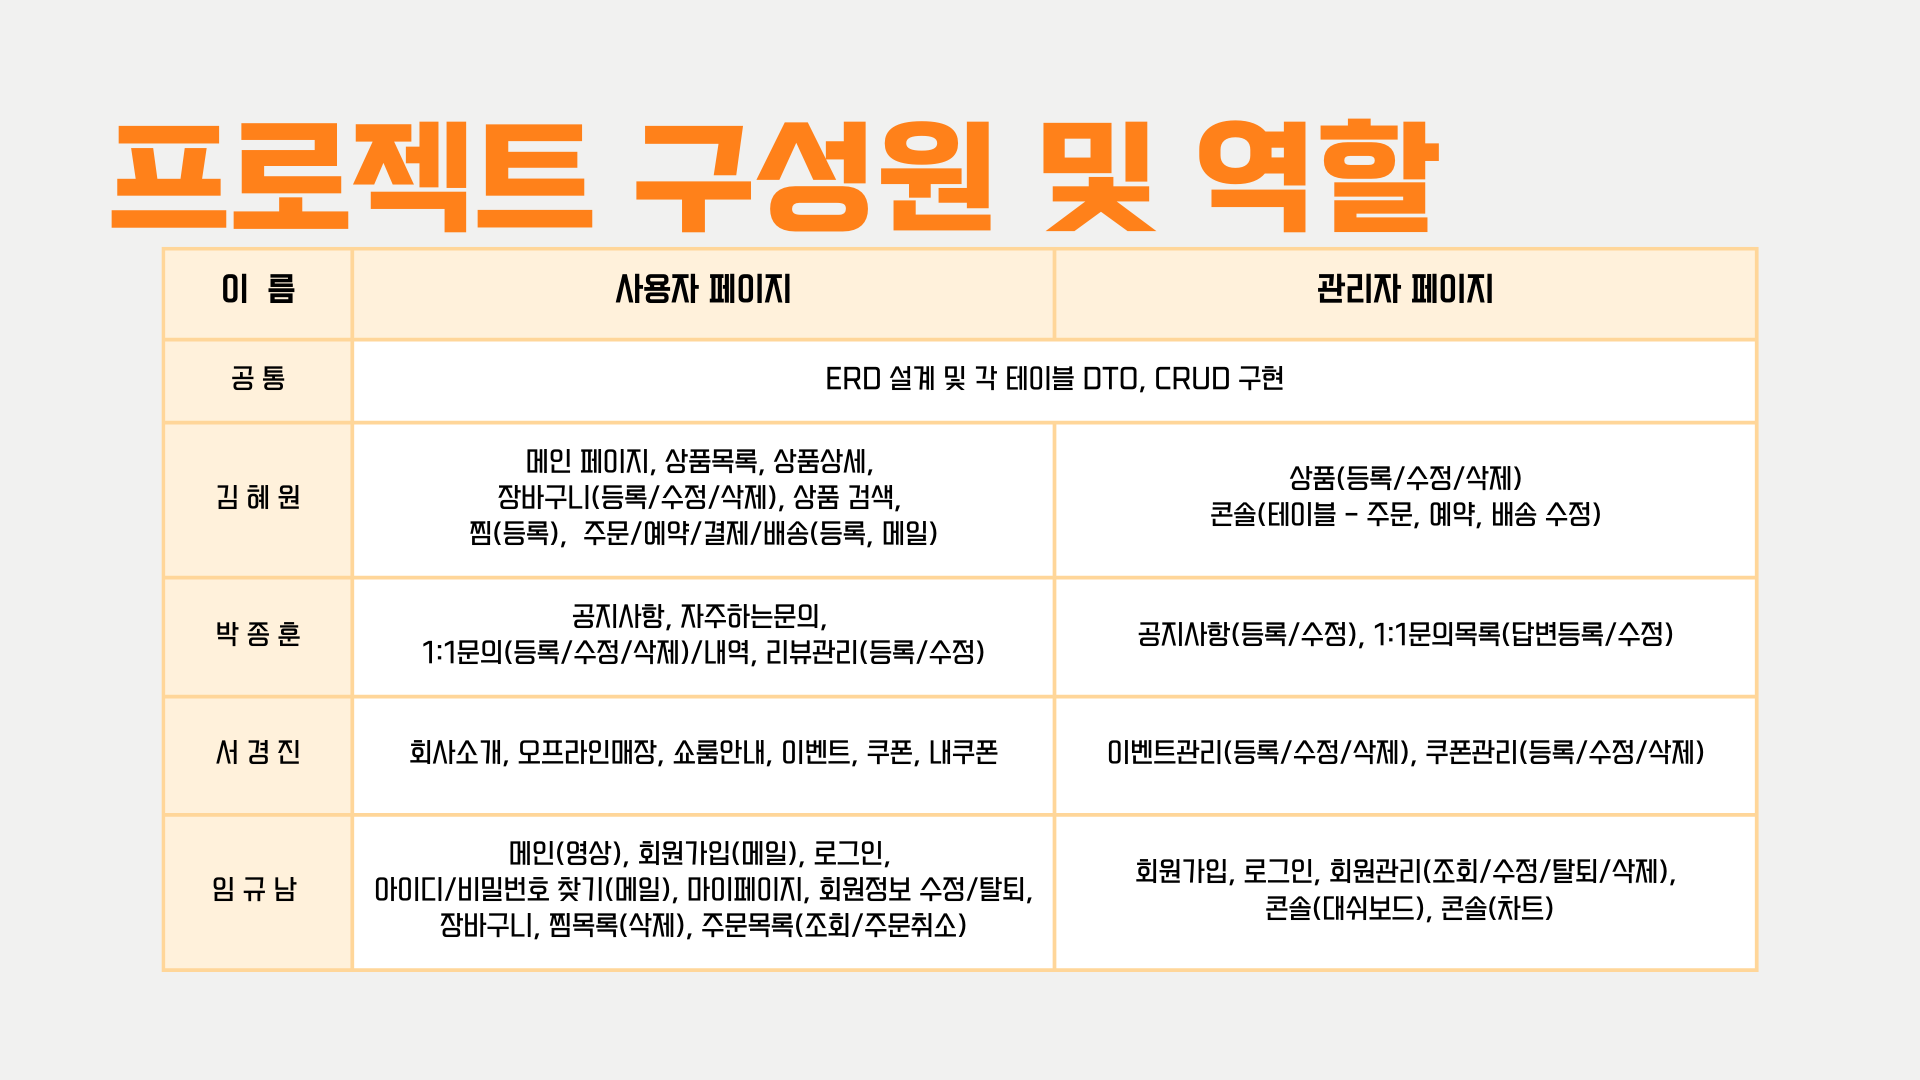 프로젝트 구성원 및 역할
이 름
사용자 페이지
관리자 페이지
공 통
ERD 설계 및 각 테이블 DTO, CRUD 구현
김 혜 원
메인 페이지, 상품목록, 상품상세,
장바구니(등록/수정/삭제), 상품 검색,
찜(등록), 주문/예약/결제/배송(등록, 메일)
상품(등록/수정/삭제)
콘솔(테이블 - 주문, 예약, 배송 수정)
박 종 훈
공지사항, 자주하는문의,
1:1문의(등록/수정/삭제)/내역, 리뷰관리(등록/수정)
공지사항(등록/수정), 1:1문의목록(답변등록/수정)
서 경 진
회사소개, 오프라인매장, 쇼룸안내, 이벤트, 쿠폰, 내쿠폰
이벤트관리(등록/수정/삭제), 쿠폰관리(등록/수정/삭제)
임 규 남
메인(영상), 회원가입(메일), 로그인,
아이디/비밀번호 찾기(메일), 마이페이지, 회원정보 수정/탈퇴,
장바구니, 찜목록(삭제), 주문목록(조회/주문취소)
회원가입, 로그인, 회원관리(조회/수정/탈퇴/삭제),
콘솔(대쉬보드), 콘솔(차트)